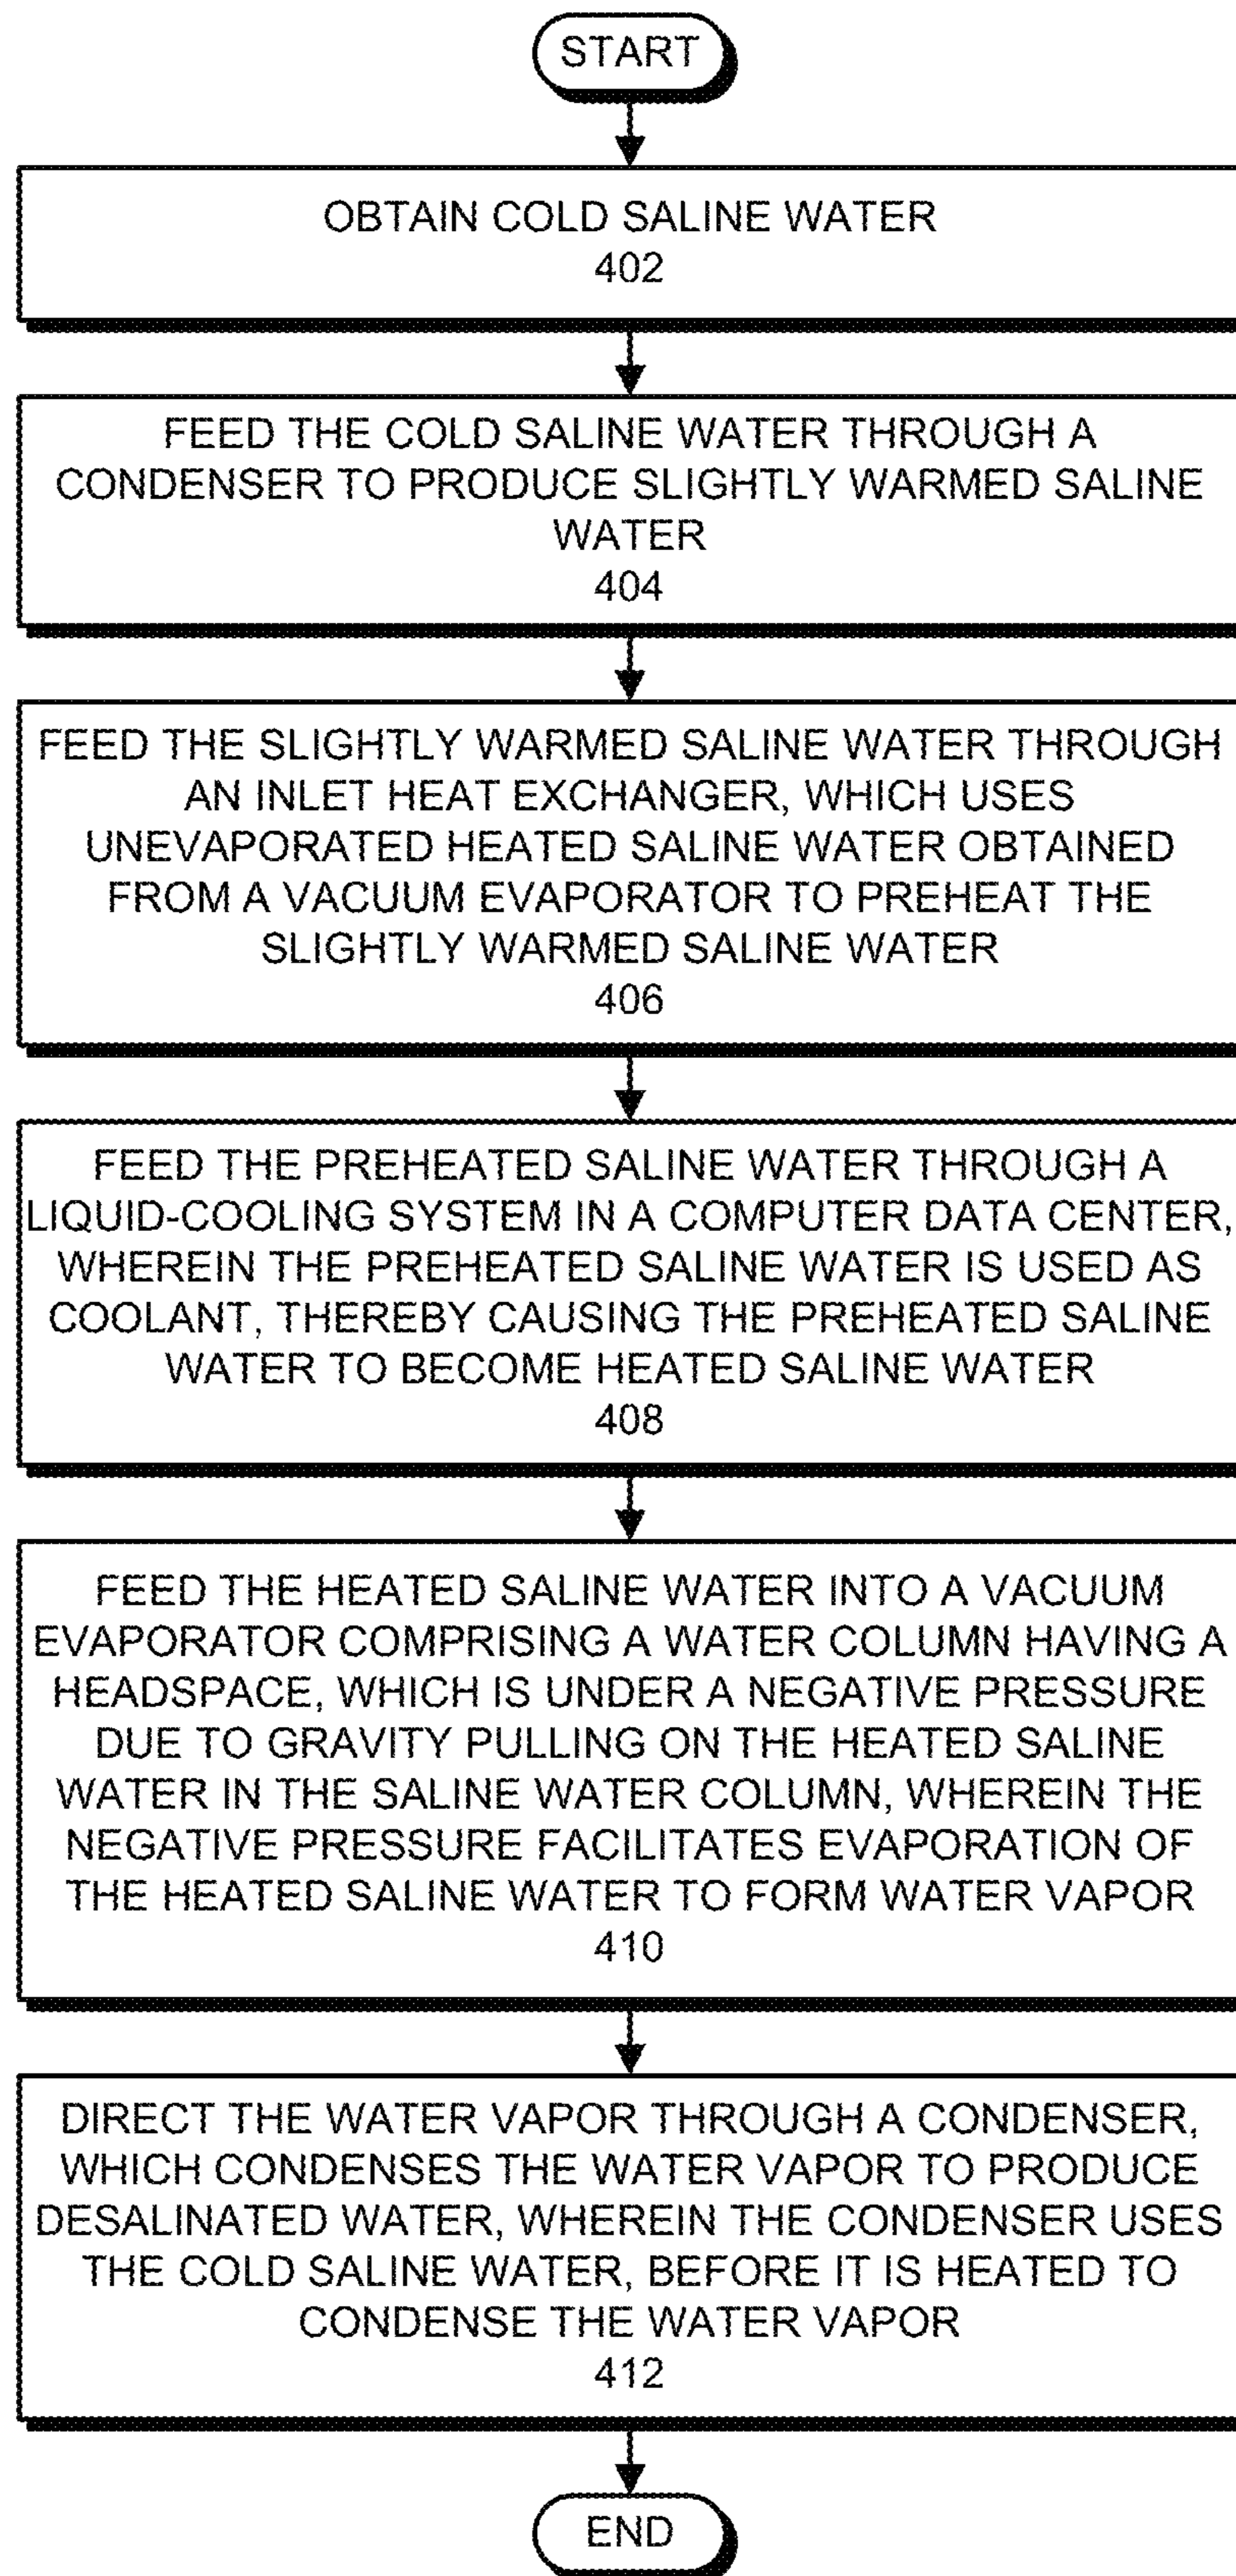 START
OBTAIN COLD SALINE WATER
402
FEED THE COLD SALINE WATER THROUGH A
CONDENSER TO PRODUCE SLIGHTLY WARMED SALINE
WATER
404
FEED THE SLIGHTLY WARMED SALINE WATER THROUGH
AN INLET HEAT EXCHANGER, WHICH USES
UNEVAPORATED HEATED SALINE WATER OBTAINED
FROM A VACUUM EVAPORATOR TO PREHEAT THE
SLIGHTLY WARMED SALINE WATER
406
FEED THE PREHEATED SALINE WATER THROUGH A
LIQUID-COOLING SYSTEM IN A COMPUTER DATA CENTER,
WHEREIN THE PREHEATED SALINE WATER IS USED AS
COOLANT, THEREBY CAUSING THE PREHEATED SALINE
WATER TO BECOME HEATED SALINE WATER
408
FEED THE HEATED SALINE WATER INTO A VACUUM
EVAPORATOR COMPRISING A WATER COLUMN HAVING A
HEADSPACE, WHICH IS UNDER A NEGATIVE PRESSURE
DUE TO GRAVITY PULLING ON THE HEATED SALINE
WATER IN THE SALINE WATER COLUMN, WHEREIN THE
NEGATIVE PRESSURE FACILITATES EVAPORATION OF
THE HEATED SALINE WATER TO FORM WATER VAPOR
410
DIRECT THE WATER VAPOR THROUGH A CONDENSER,
WHICH CONDENSES THE WATER VAPOR TO PRODUCE
DESALINATED WATER, WHEREIN THE CONDENSER USES
THE COLD SALINE WATER, BEFORE IT IS HEATED TO
CONDENSE THE WATER VAPOR
412
END